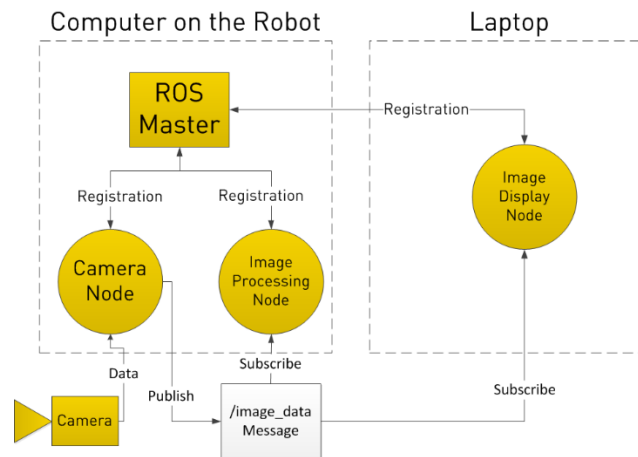 Computer on the Robot
Laptop
ROS
Master
Registration
Registration
Registration
Image
Display
Node
Camera
Node
Image
Processing
Node
Data
Publish
Subscribe
Subscribe
Camera
/image_data
Message